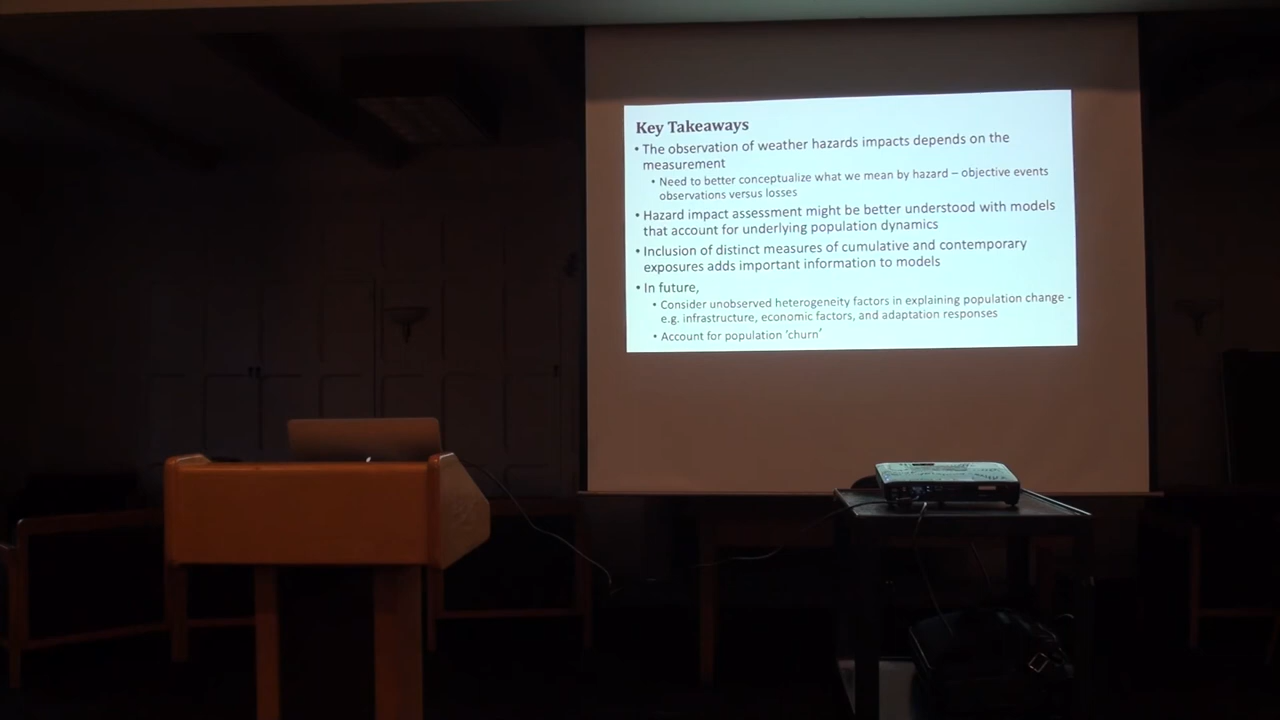 Key Takeaways
• The observation of weather hazards impacts depends on the
measurement
• Need to better conceptualize what we mean by hazard – objective events
observations versus losses
• Hazard impact assessment might be better understood with models
that account for underlying population dynamics
• Inclusion of distinct measures of cumulative and contemporary
exposures adds important information to models
• In future,
• Consider unobserved heterogeneity factors in explaining population change -
e.g. infrastructure, economic factors, and adaptation responses
• Account for population ‘churn’